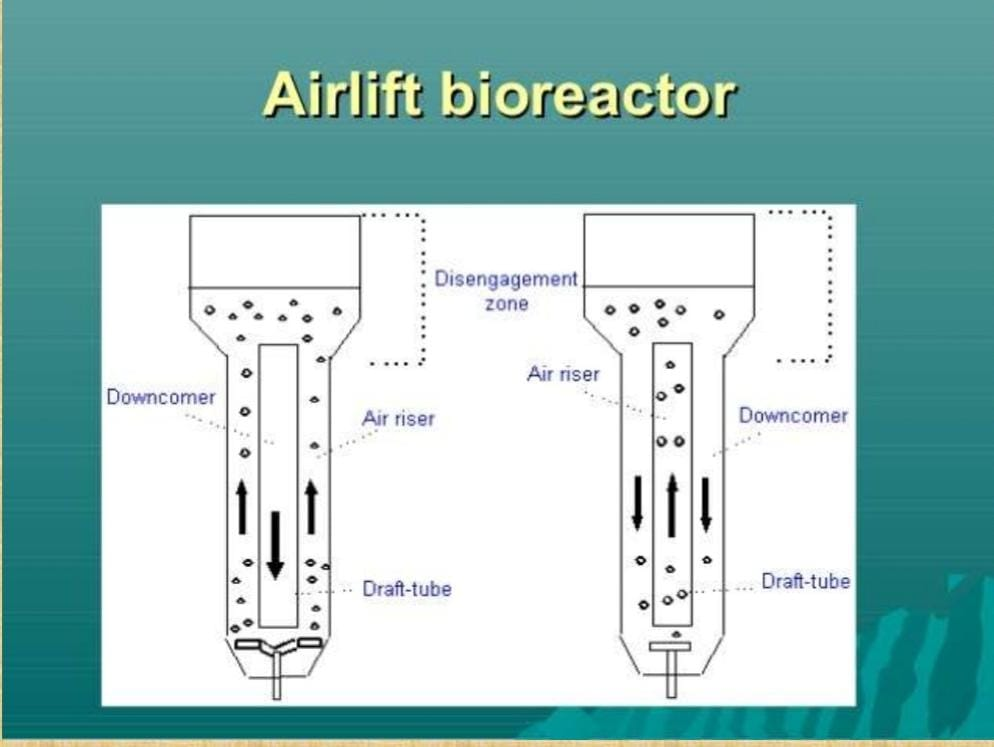 Airlift bioreactor
Disengagement
zone
Downcomer
Air riser
Draft-tube
Air riser
Downcomer
Draft-tube